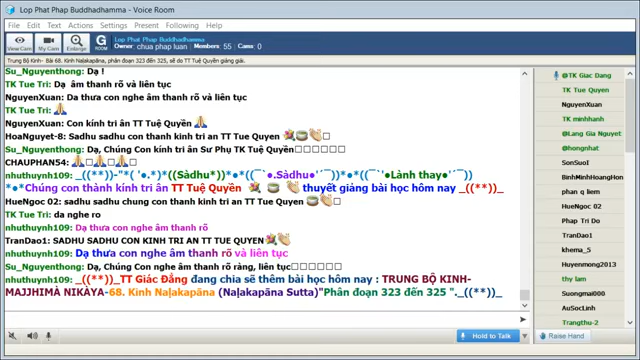 Lop Phat Phap Buddhadhamma - Voice Room
File Edit Text Actions Settings Present Following Help
View Cam
My Cam
Enlarge
G ROOM
Lop Phat Phap Buddhadhamma
Owner: chua phap luan - Members: 55 - Cams: 0
Trung Bộ Kinh- Bài 68. Kinh Naḷakapāna, phân đoạn 323 đến 325, sẽ do TT Tuệ Quyền giảng giải.
Su_Nguyenthong: Dạ !
TK Tue Tri: Dạ âm thanh rõ và liên tục
NguyenXuan: Da thưa con nghe âm thanh rõ và liên tục
TK Tue Tri:
NguyenXuan: Con kính tri ân TT Tuệ Quyền
HoaNguyet-8: Sadhu sadhu con thanh kinh tri an TT Tue Quyen
Su_Nguyenthong: Dạ, Chúng Con kính tri ân Sư Phụ TK Tuệ Quyền
CHAUPHAN54:
nhuthuynh109: _((**)_-"*( '•.*)*((Sādhu))*●*((¯`●.Sādhu●'´¯))*●*((¯`●Lành thay●'´¯))
*●*Chúng con thành kính tri ân TT Tuệ Quyền thuyết giảng bài học hôm nay _((**)_
HueNgoc 02: sadhu sadhu chung con thanh kinh tri an TT Tue Quyen
TK Tue Tri: da nghe ro
nhuthuynh109: Dạ thưa con nghe âm thanh rõ
TranDao1: SADHU SADHU CON KINH TRI AN TT TUE QUYEN
nhuthuynh109: Dạ thưa con nghe âm thanh rõ và liên tục
Su_Nguyenthong: Dạ, Chúng Con nghe âm thanh rõ ràng, liên tục
nhuthuynh109: _((**)_TT Giác Đẳng đang chia sẽ thêm bài học hôm nay : TRUNG BỘ KINH-
MAJJHIMA NIKĀYA-68. Kinh Naḷakapāna (Naḷakapāna Sutta)"Phân đoạn 323 đến 325 "._((**)_
Hold to Talk
@TK Giac Dang
TK Tue Quyen
NguyenXuan
TK minhhanh
@Lang Gia Nguyet
@hongnhat
SonSuoI
BinhMinhHoangHon
phan q liem
HueNgoc 02
Phap Tri Do
TranDao1
khema_5
Huyenmong2013
thy lam
Suongmai008
AuSocLinh
Trangthu-2
Raise Hand